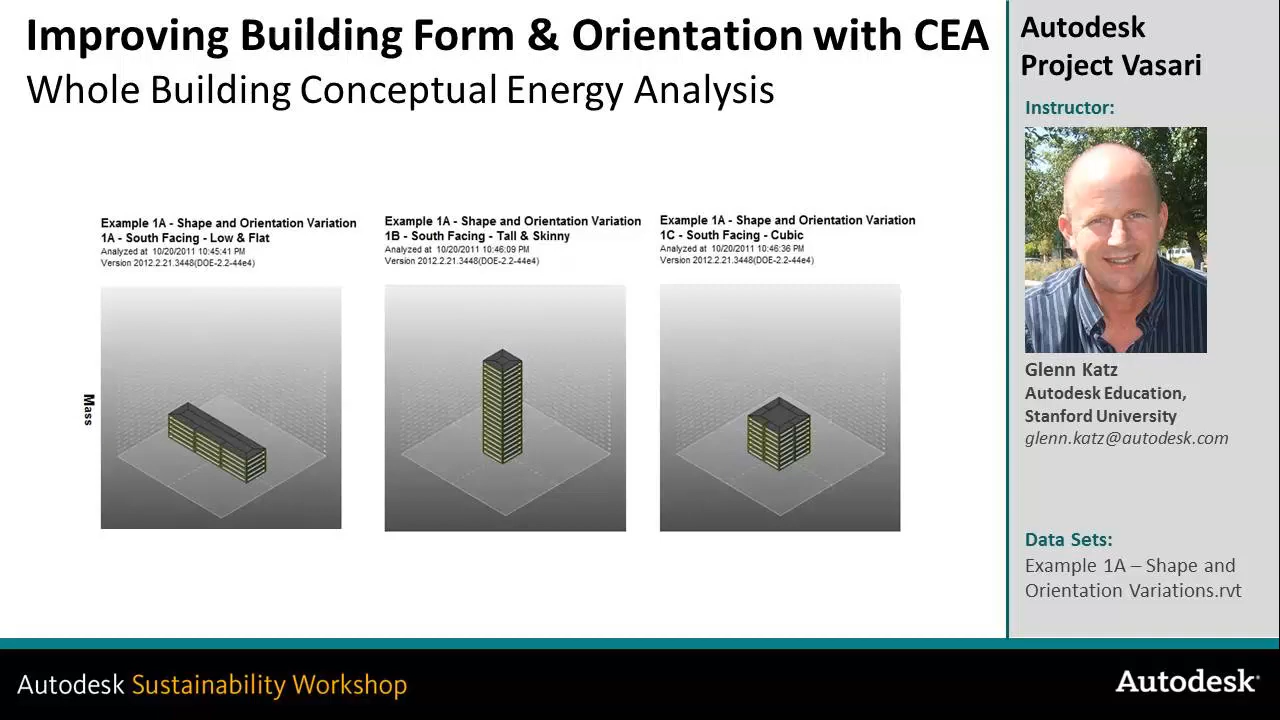 Improving Building Form & Orientation with CEA
Whole Building Conceptual Energy Analysis
Example 1A - Shape and Orientation Variation
1A - South Facing - Low & Flat
Analyzed at 10/20/2011 10:45:41 PM
Version 2012.2.21.3448(DOE-2.2-44e4)
Mass
Example 1A - Shape and Orientation Variation
1B - South Facing - Tall & Skinny
Analyzed at 10/20/2011 10:46:09 PM
Version 2012.2.21.3448(DOE-2.2-44e4)
Example 1A - Shape and Orientation Variation
1C - South Facing - Cubic
Analyzed at 10/20/2011 10:46:36 PM
Version 2012.2.21.3448(DOE-2.2-44e4)
Autodesk
Project Vasari
Instructor:
Glenn Katz
Autodesk Education,
Stanford University
glenn.katz@autodesk.com
Data Sets:
Example 1A – Shape and
Orientation Variations.rvt
Autodesk Sustainability Workshop
Autodesk